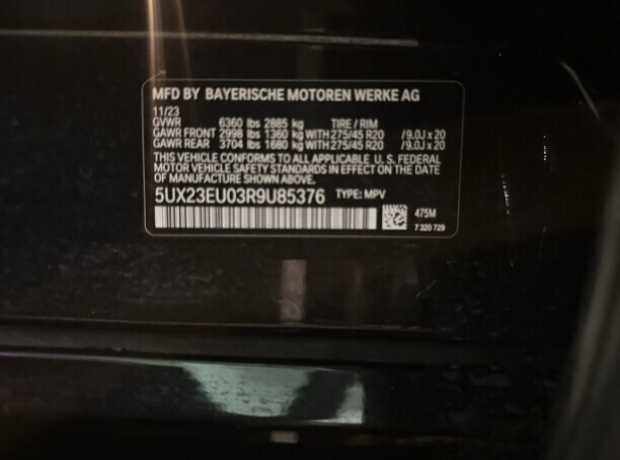 MFD BY BAYERISCHE MOTOREN WERKE AG
11/23
GVWR 6360 lbs 2885 kg TIRE / RIM
GAWR FRONT 2998 lbs 1360 kg WITH 275/45 R20 / 9.0J x 20
GAWR REAR 3704 lbs 1680 kg WITH 275/45 R20 / 9.0J x 20
THIS VEHICLE CONFORMS TO ALL APPLICABLE U. S. FEDERAL
MOTOR VEHICLE SAFETY STANDARDS IN EFFECT ON THE DATE
OF MANUFACTURE SHOWN ABOVE.
5UX23EU03R9U85376 TYPE: MPV
475M
7 320 729